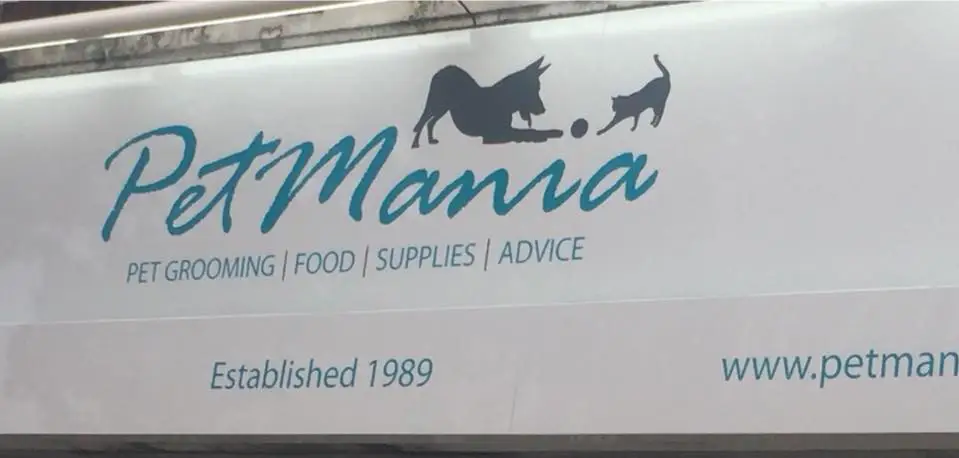 PetMania
PET GROOMING | FOOD | SUPPLIES | ADVICE
Established 1989
www.petman